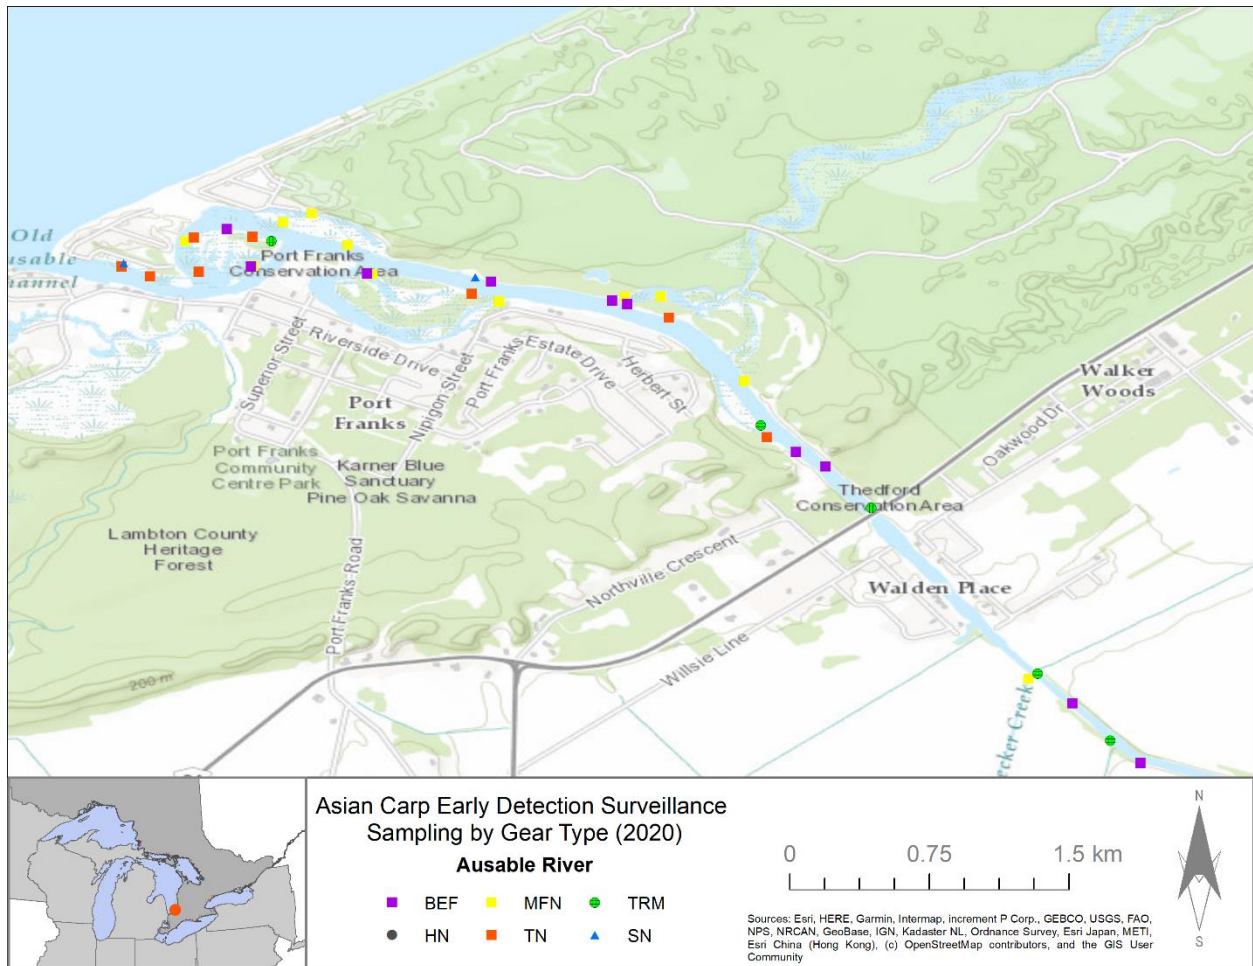 Old
usable
hannel
Port Franks
Conservation Area
Superior Street
Riverside Drive
Port
Franks
Nipigon Street
Port Franks
Estate Drive
Herbert St
Walker
Woods
Oakwood Dr
Port Franks
Community
Centre Park
Karner Blue
Sanctuary
Pine Oak Savanna
Lambton County
Heritage
Forest
Thedford
Conservation Area
Northville Crescent
Walden Place
Port Franks Road
Willsie Line
200 m
ecker Creek
Asian Carp Early Detection Surveillance
Sampling by Gear Type (2020)
Ausable River
BEF MFN TRM
HN TN SN
0 0.75 1.5 km
N
S
Sources: Esri, HERE, Garmin, Intermap, increment P Corp., GEBCO, USGS, FAO,
NPS, NRCAN, GeoBase, IGN, Kadaster NL, Ordnance Survey, Esri Japan, METI,
Esri China (Hong Kong), (c) OpenStreetMap contributors, and the GIS User
Community